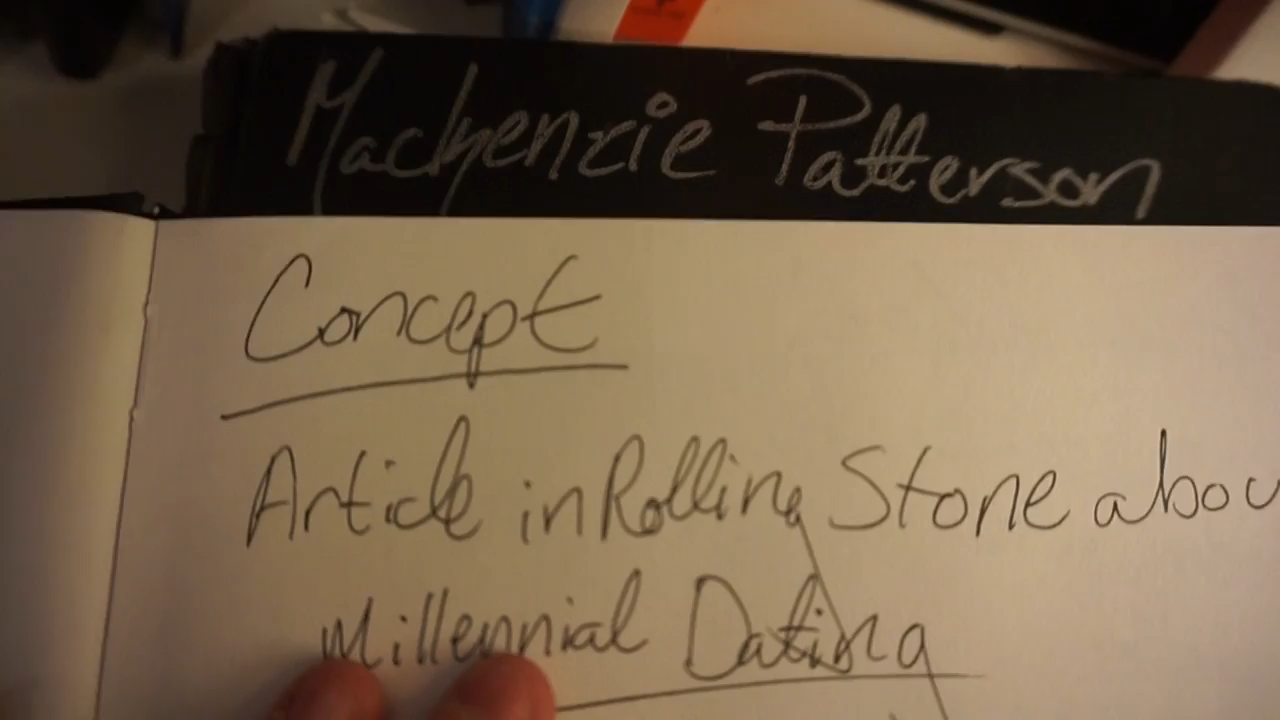 Mackenzie Patterson
Concept
Article in Rolling Stone abou
Millennial Dating